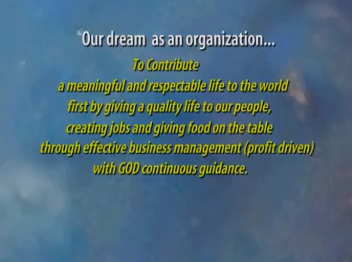 Our dream as an organization...
To Contribute
a meaningful and respectable life to the world
first by giving a quality life to our people,
creating jobs and giving food on the table
through effective business management (profit driven)
with GOD continuous guidance.